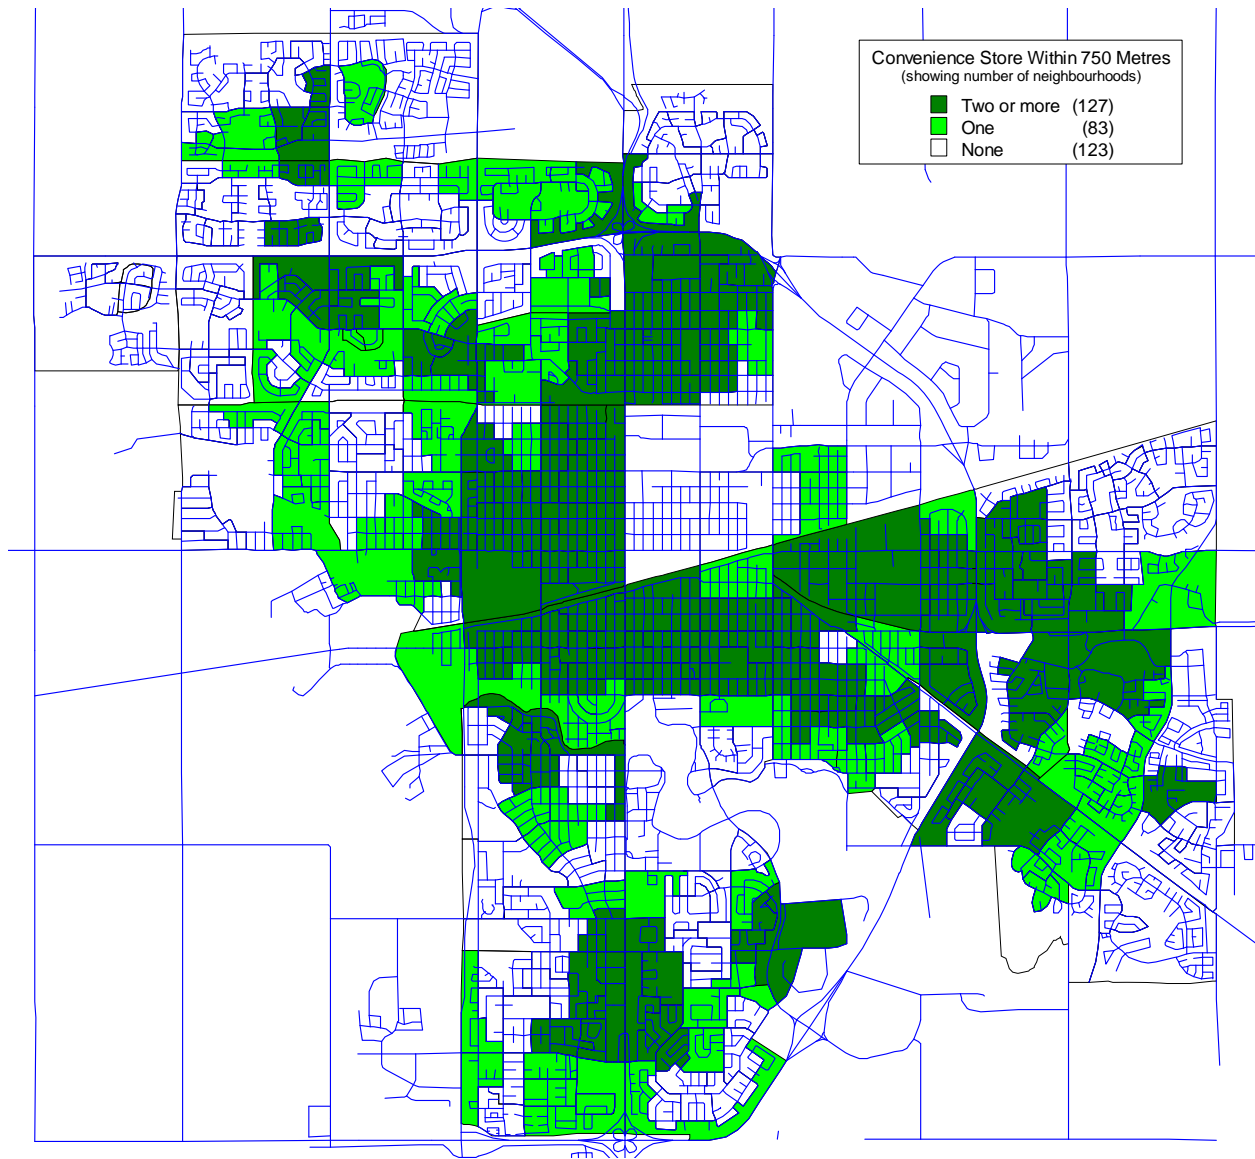 Convenience Store Within 750 Metres
(showing number of neighbourhoods)
Two or more (127)
One (83)
None (123)